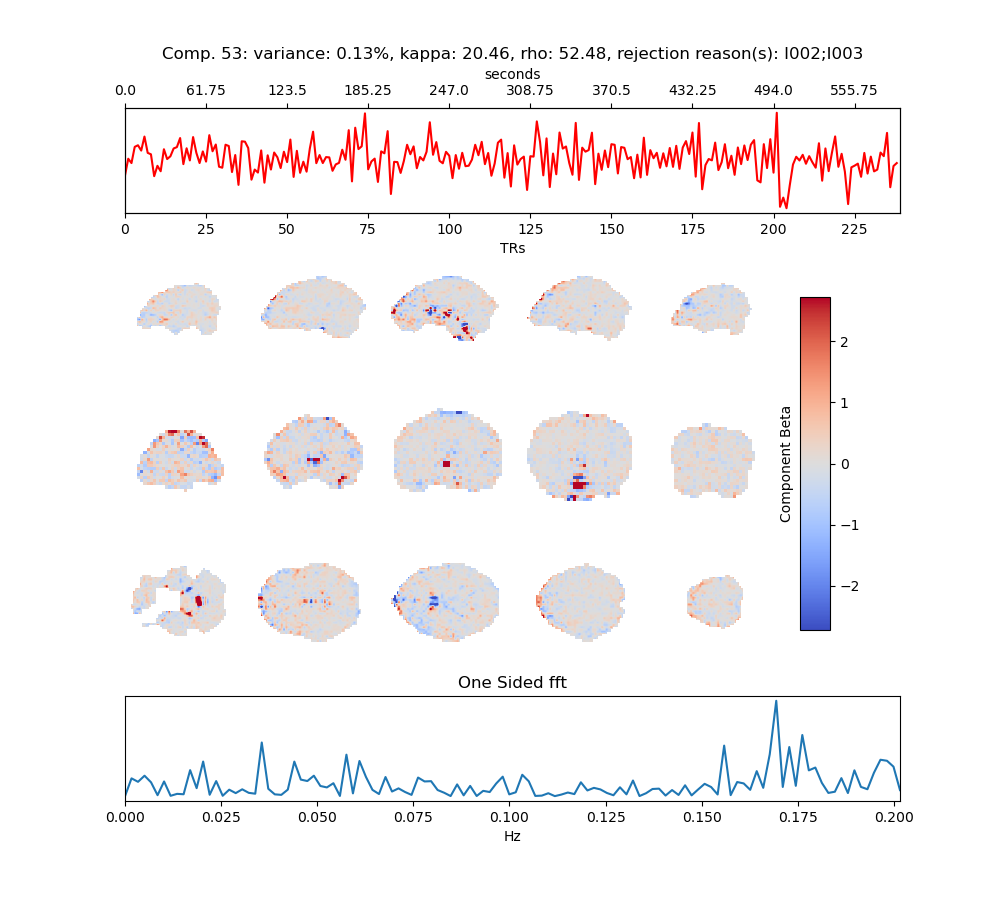 Comp. 53: variance: 0.13%, kappa: 20.46, rho: 52.48, rejection reason(s): I002;I003
seconds
0.0 61.75 123.5 185.25 247.0 308.75 370.5 432.25 494.0 555.75
0 25 50 75 100 125 150 175 200 225
TRs
2
1
0
−1
−2
Component Beta
One Sided fft
0.000 0.025 0.050 0.075 0.100 0.125 0.150 0.175 0.200
Hz